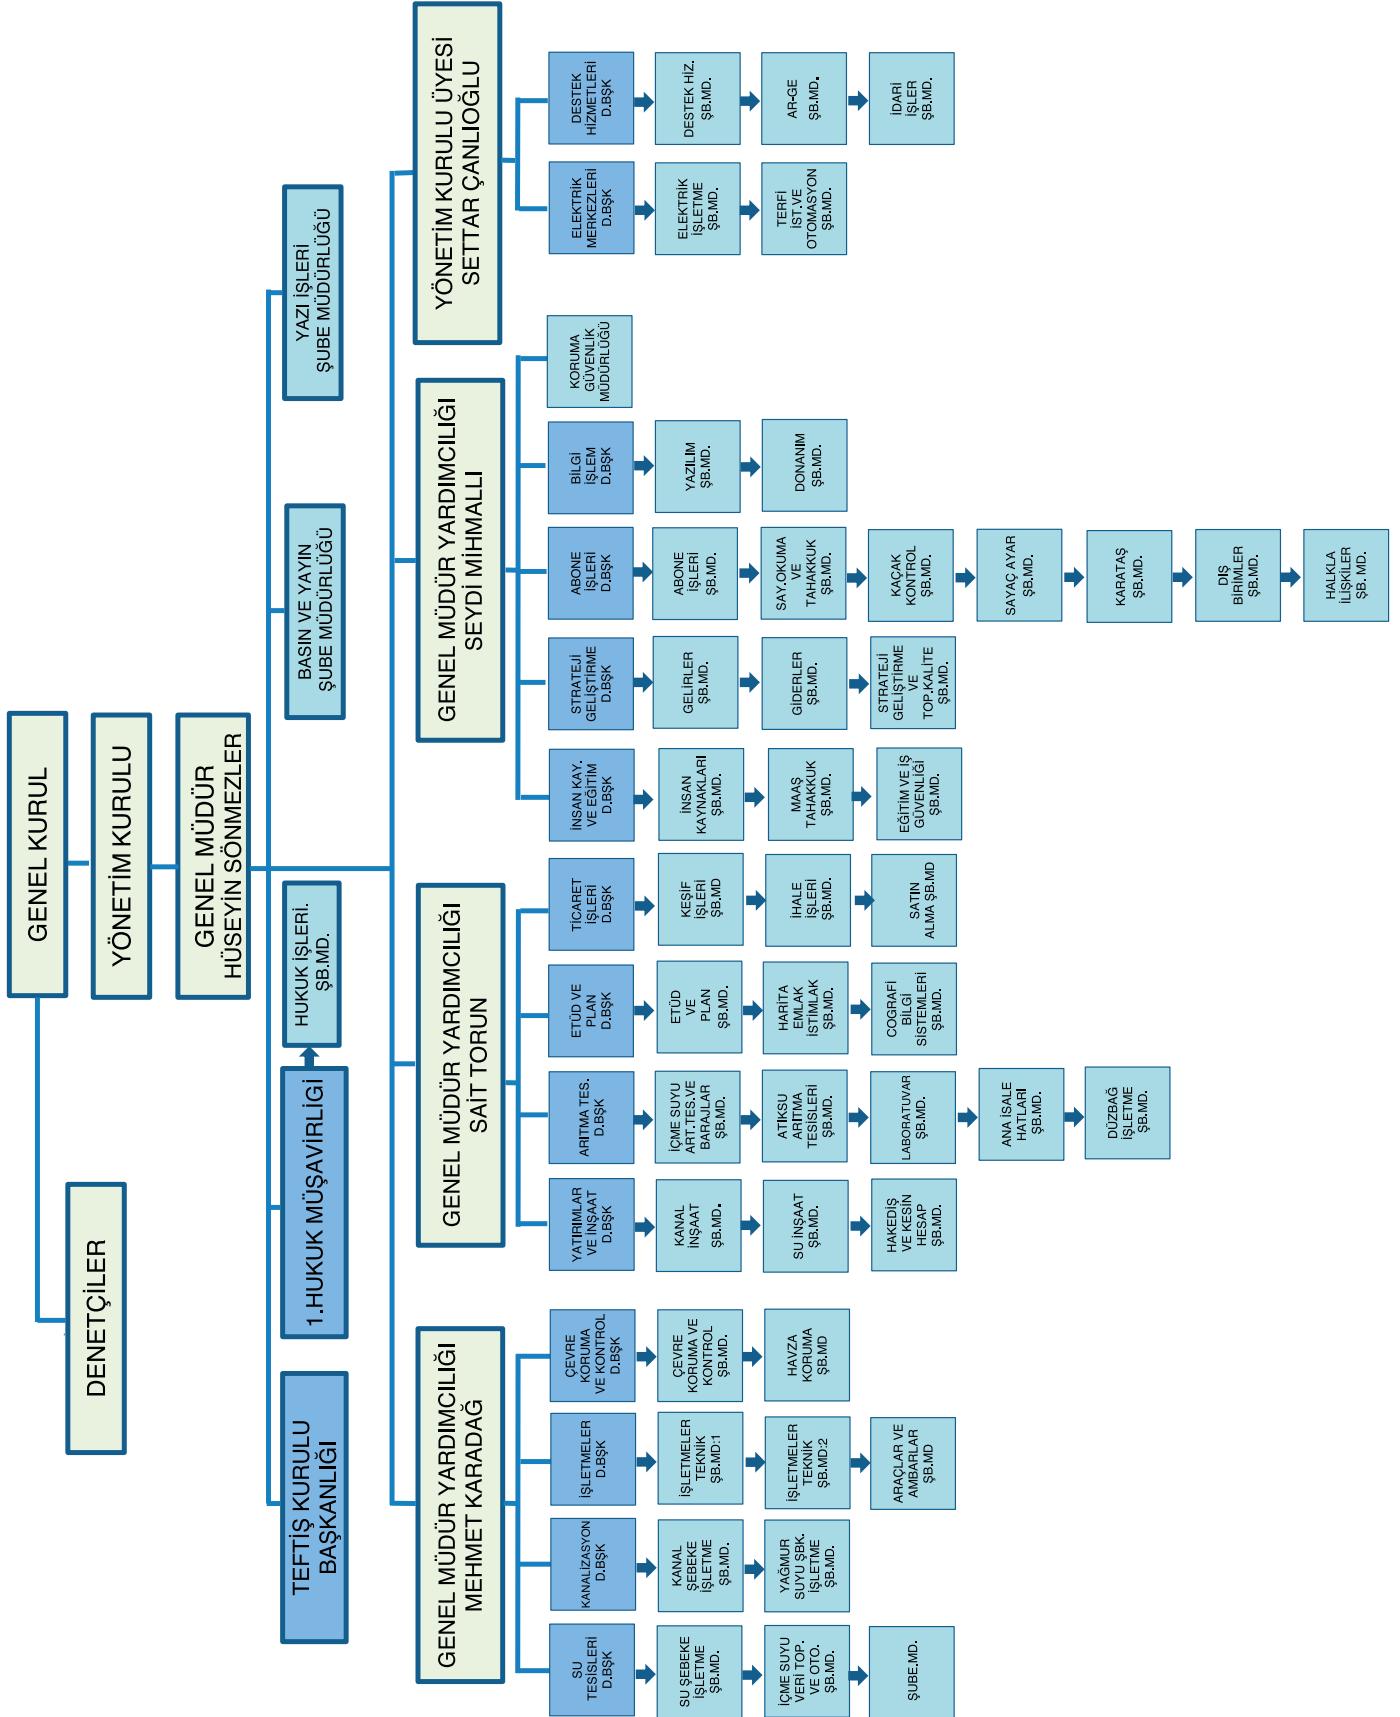 GENEL KURUL
DENETÇİLER
YÖNETİM KURULU
GENEL MÜDÜR
HÜSEYİN SÖNMEZLER
TEFTİŞ KURULU
BAŞKANLIĞI
1.HUKUK MÜŞAVİRLİGİ
HUKUK İŞLERİ.
ŞB.MD.
BASIN VE YAYIN
ŞUBE MÜDÜRLÜĞÜ
YAZI İŞLERİ
ŞUBE MÜDÜRLÜĞÜ
GENEL MÜDÜR YARDIMCILIĞI
MEHMET KARADAĞ
SU
TESİSLERİ
D.BŞK
SU ŞEBEKE
İŞLETME
ŞB.MD.
İÇME SUYU
VERİ TOP.
VE OTO.
ŞB.MD.
ŞUBE.MD.
KANALİZASYON
D.BŞK
KANAL
ŞEBEKE
İŞLETME
ŞB.MD.
YAĞMUR
SUYU ŞBK.
İŞLETME
ŞB.MD.
İŞLETMELER
D.BŞK
İŞLETMELER
TEKNİK
ŞB.MD:1
İŞLETMELER
TEKNİK
ŞB.MD:2
ARAÇLAR VE
AMBARLAR
ŞB.MD
ÇEVRE
KORUMA
VE KONTROL
D.BŞK
ÇEVRE
KORUMA VE
KONTROL
ŞB.MD.
HAVZA
KORUMA
ŞB.MD
GENEL MÜDÜR YARDIMCILIĞI
SAİT TORUN
YATIRIMLAR
VE İNŞAAT
D.BŞK
KANAL
İNŞAAT
ŞB.MD.
SU İNŞAAT
ŞB.MD.
HAKEDİŞ
VE KESİN
HESAP
ŞB.MD.
ARITMA TES.
D.BŞK
İÇME SUYU
ART.TES.VE
BARAJLAR
ŞB.MD.
ATIKSU
ARITMA
TESİSLERİ
ŞB.MD.
LABORATUVAR
ŞB.MD.
ANA İSALE
HATLARI
ŞB.MD.
DÜZBAĞ
İŞLETME
ŞB.MD.
ETÜD VE
PLAN
D.BŞK
ETÜD
VE
PLAN
ŞB.MD.
HARİTA
EMLAK
İSTİMLAK
ŞB.MD.
COGRAFİ
BİLGİ
SİSTEMLERİ
ŞB.MD.
TİCARET
İŞLERİ
D.BŞK
KEŞİF
İŞLERİ
ŞB.MD
İHALE
İŞLERİ
ŞB.MD.
SATIN
ALMA ŞB.MD
GENEL MÜDÜR YARDIMCILIĞI
SEYDİ MİHMALLI
İNSAN KAY.
VE EĞİTİM
D.BŞK
İNSAN
KAYNAKLARI
ŞB.MD.
MAAŞ
TAHAKKUK
ŞB.MD.
EĞİTİM VE İŞ
GÜVENLİĞİ
ŞB.MD.
STRATEJİ
GELİŞTİRME
D.BŞK
GELİRLER
ŞB.MD.
GİDERLER
ŞB.MD.
STRATEJİ
GELİŞTİRME
VE
TOP.KALİTE
ŞB.MD.
ABONE
İŞLERİ
D.BŞK
ABONE
İŞLERİ
ŞB.MD.
SAY.OKUMA
VE
TAHAKKUK
ŞB.MD.
KAÇAK
KONTROL
ŞB.MD.
SAYAÇ AYAR
ŞB.MD.
KARATAŞ
ŞB.MD.
DIŞ
BİRİMLER
ŞB.MD.
HALKLA
İLİŞKİLER
ŞB. MD.
BİLGİ
İŞLEM
D.BŞK
YAZILIM
ŞB.MD.
DONANIM
ŞB.MD.
KORUMA
GÜVENLİK
MÜDÜRLÜĞÜ
YÖNETİM KURULU ÜYESİ
SETTAR ÇANLIOĞLU
ELEKTRİK
MERKEZLERİ
D.BŞK
ELEKTRİK
İŞLETME
ŞB.MD.
TERFİ
İST.VE
OTOMASYON
ŞB.MD.
DESTEK
HİZMETLERİ
D.BŞK
DESTEK HİZ.
ŞB.MD.
AR-GE
ŞB.MD.
İDARİ
İŞLER
ŞB.MD.